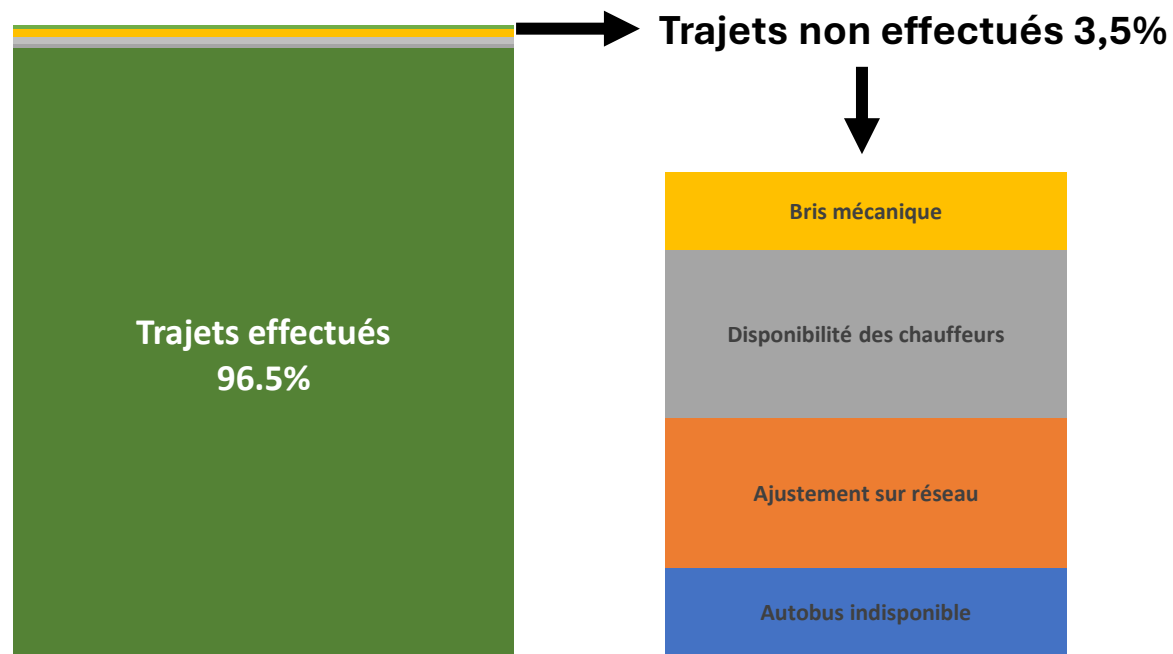 Trajets non effectués 3,5%
Trajets effectués
96.5%
Bris mécanique
Disponibilité des chauffeurs
Ajustement sur réseau
Autobus indisponible